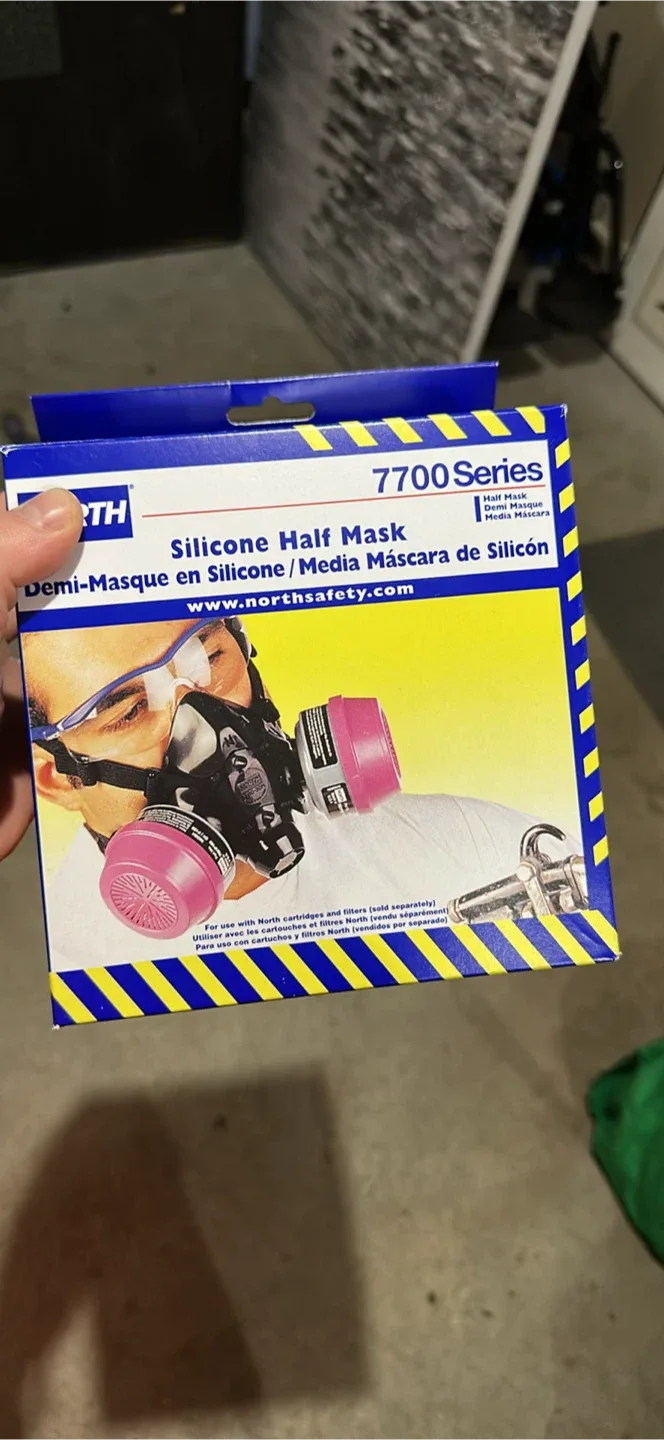 RTH®
7700 Series
Half Mask
Demi Masque
Media Máscara
Silicone Half Mask
Demi-Masque en Silicone / Media Máscara de Silicón
www.northsafety.com
For use with North cartridges and filters (sold separately)
Utiliser avec les cartouches et filtres North (vendu séparément)
Para uso con cartuchos y filtros North (vendidos por separado)